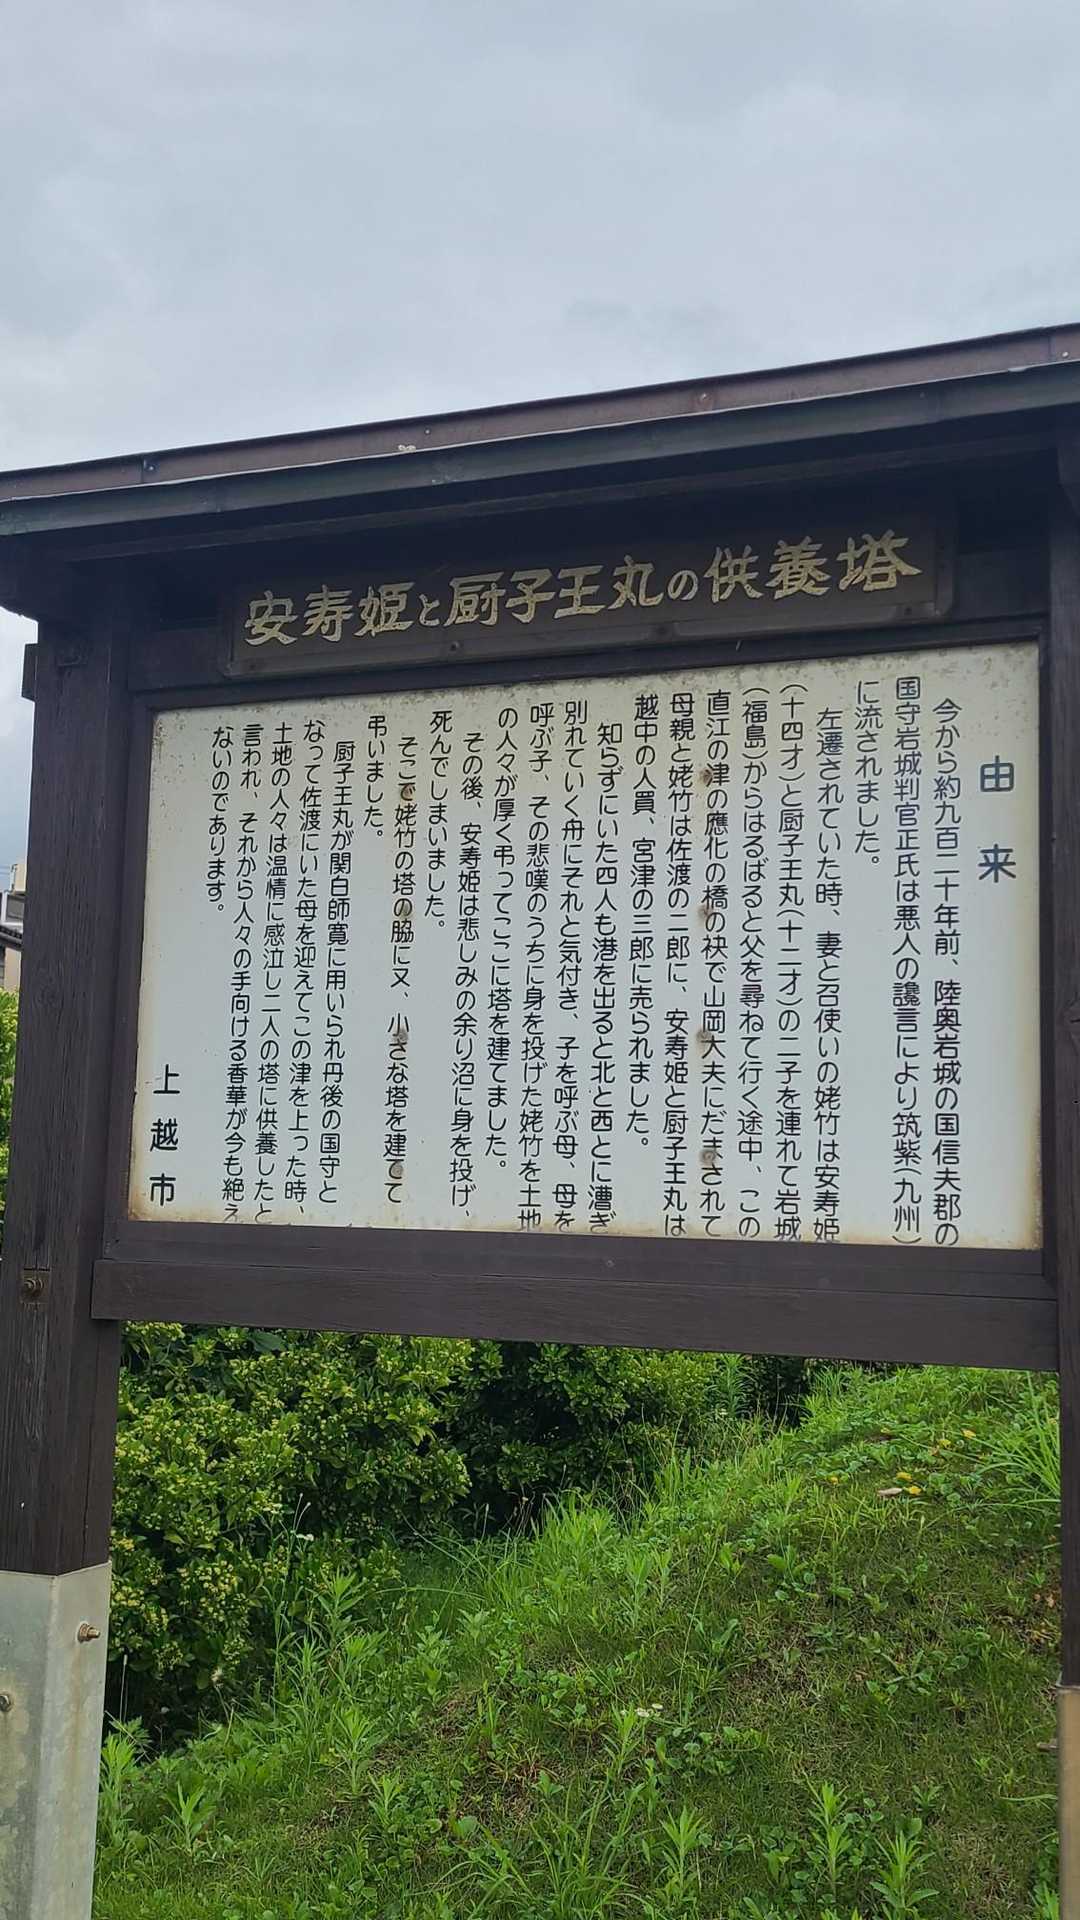 安寿姫と厨子王丸の供養塔
由来
今から約九百二十年前、陸奥岩城の国信夫郡の
国守岩城判官正氏は悪人の讒言により筑紫(九州)
に流されました。
左遷されていた時、妻と召使いの姥竹は安寿姫
(十四才)と厨子王丸(十二才)の二子を連れて岩城
(福島)からはるばると父を尋ねて行く途中、この
直江の津の應化の橋の袂で山岡大夫にだまされて
母親と姥竹は佐渡の二郎に、安寿姫と厨子王丸は
越中の人買、宮津の三郎に売られました。
知らずにいた四人も港を出ると北と西とに漕ぎ
別れていく舟にそれと気付き、子を呼ぶ母、母を
呼ぶ子、その悲嘆のうちに身を投げた姥竹を土地
の人々が厚く弔ってここに塔を建てました。
その後、安寿姫は悲しみの余り沼に身を投げ、
死んでしまいました。
そこで姥竹の塔の脇に又、小さな塔を建てて
弔いました。
厨子王丸が関白師寛に用いられ丹後の国守と
なって佐渡にいた母を迎えてこの津を上った時、
土地の人々は温情に感泣し二人の塔に供養したと
言われ、それから人々の手向ける香華が今も絶え
ないのであります。
上越市